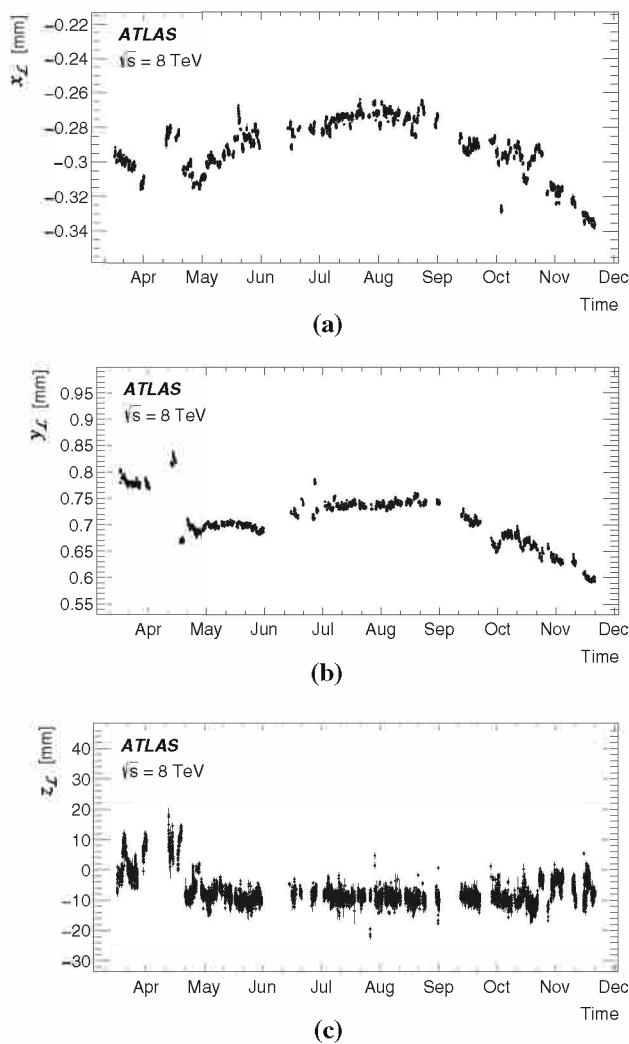 x_ℒ [mm]
ATLAS
√s = 8 TeV
−0.22
−0.24
−0.26
−0.28
−0.3
−0.32
−0.34
Apr May Jun Jul Aug Sep Oct Nov Dec
Time
(a)
y_ℒ [mm]
ATLAS
√s = 8 TeV
0.95
0.9
0.85
0.8
0.75
0.7
0.65
0.6
0.55
Apr May Jun Jul Aug Sep Oct Nov Dec
Time
(b)
z_ℒ [mm]
ATLAS
√s = 8 TeV
40
30
20
10
0
−10
−20
−30
Apr May Jun Jul Aug Sep Oct Nov Dec
Time
(c)